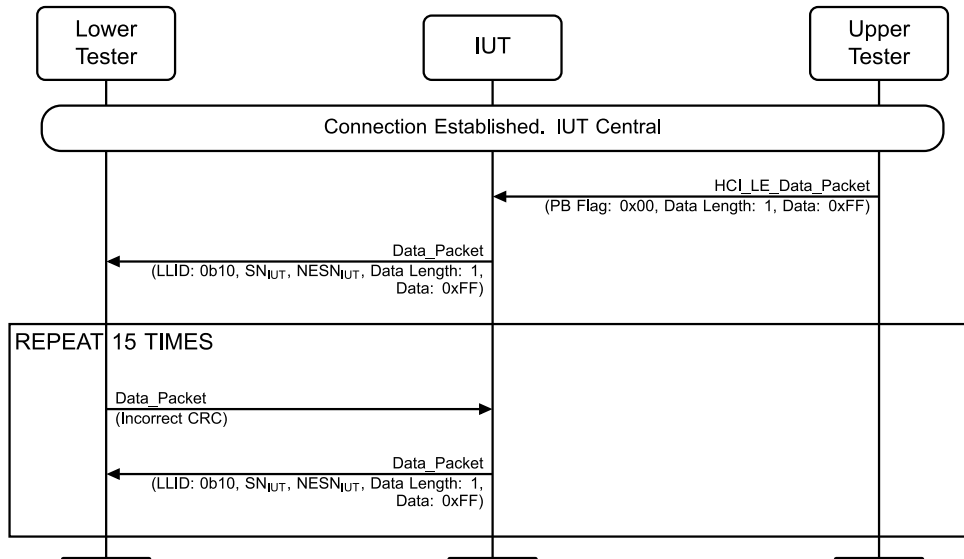 Lower
Tester
IUT
Upper
Tester
Connection Established. IUT Central
HCI_LE_Data_Packet
(PB Flag: 0x00, Data Length: 1, Data: 0xFF)
Data_Packet
(LLID: 0b10, SNIUT, NESNIUT, Data Length: 1,
Data: 0xFF)
REPEAT 15 TIMES
Data_Packet
(Incorrect CRC)
Data_Packet
(LLID: 0b10, SNIUT, NESNIUT, Data Length: 1,
Data: 0xFF)